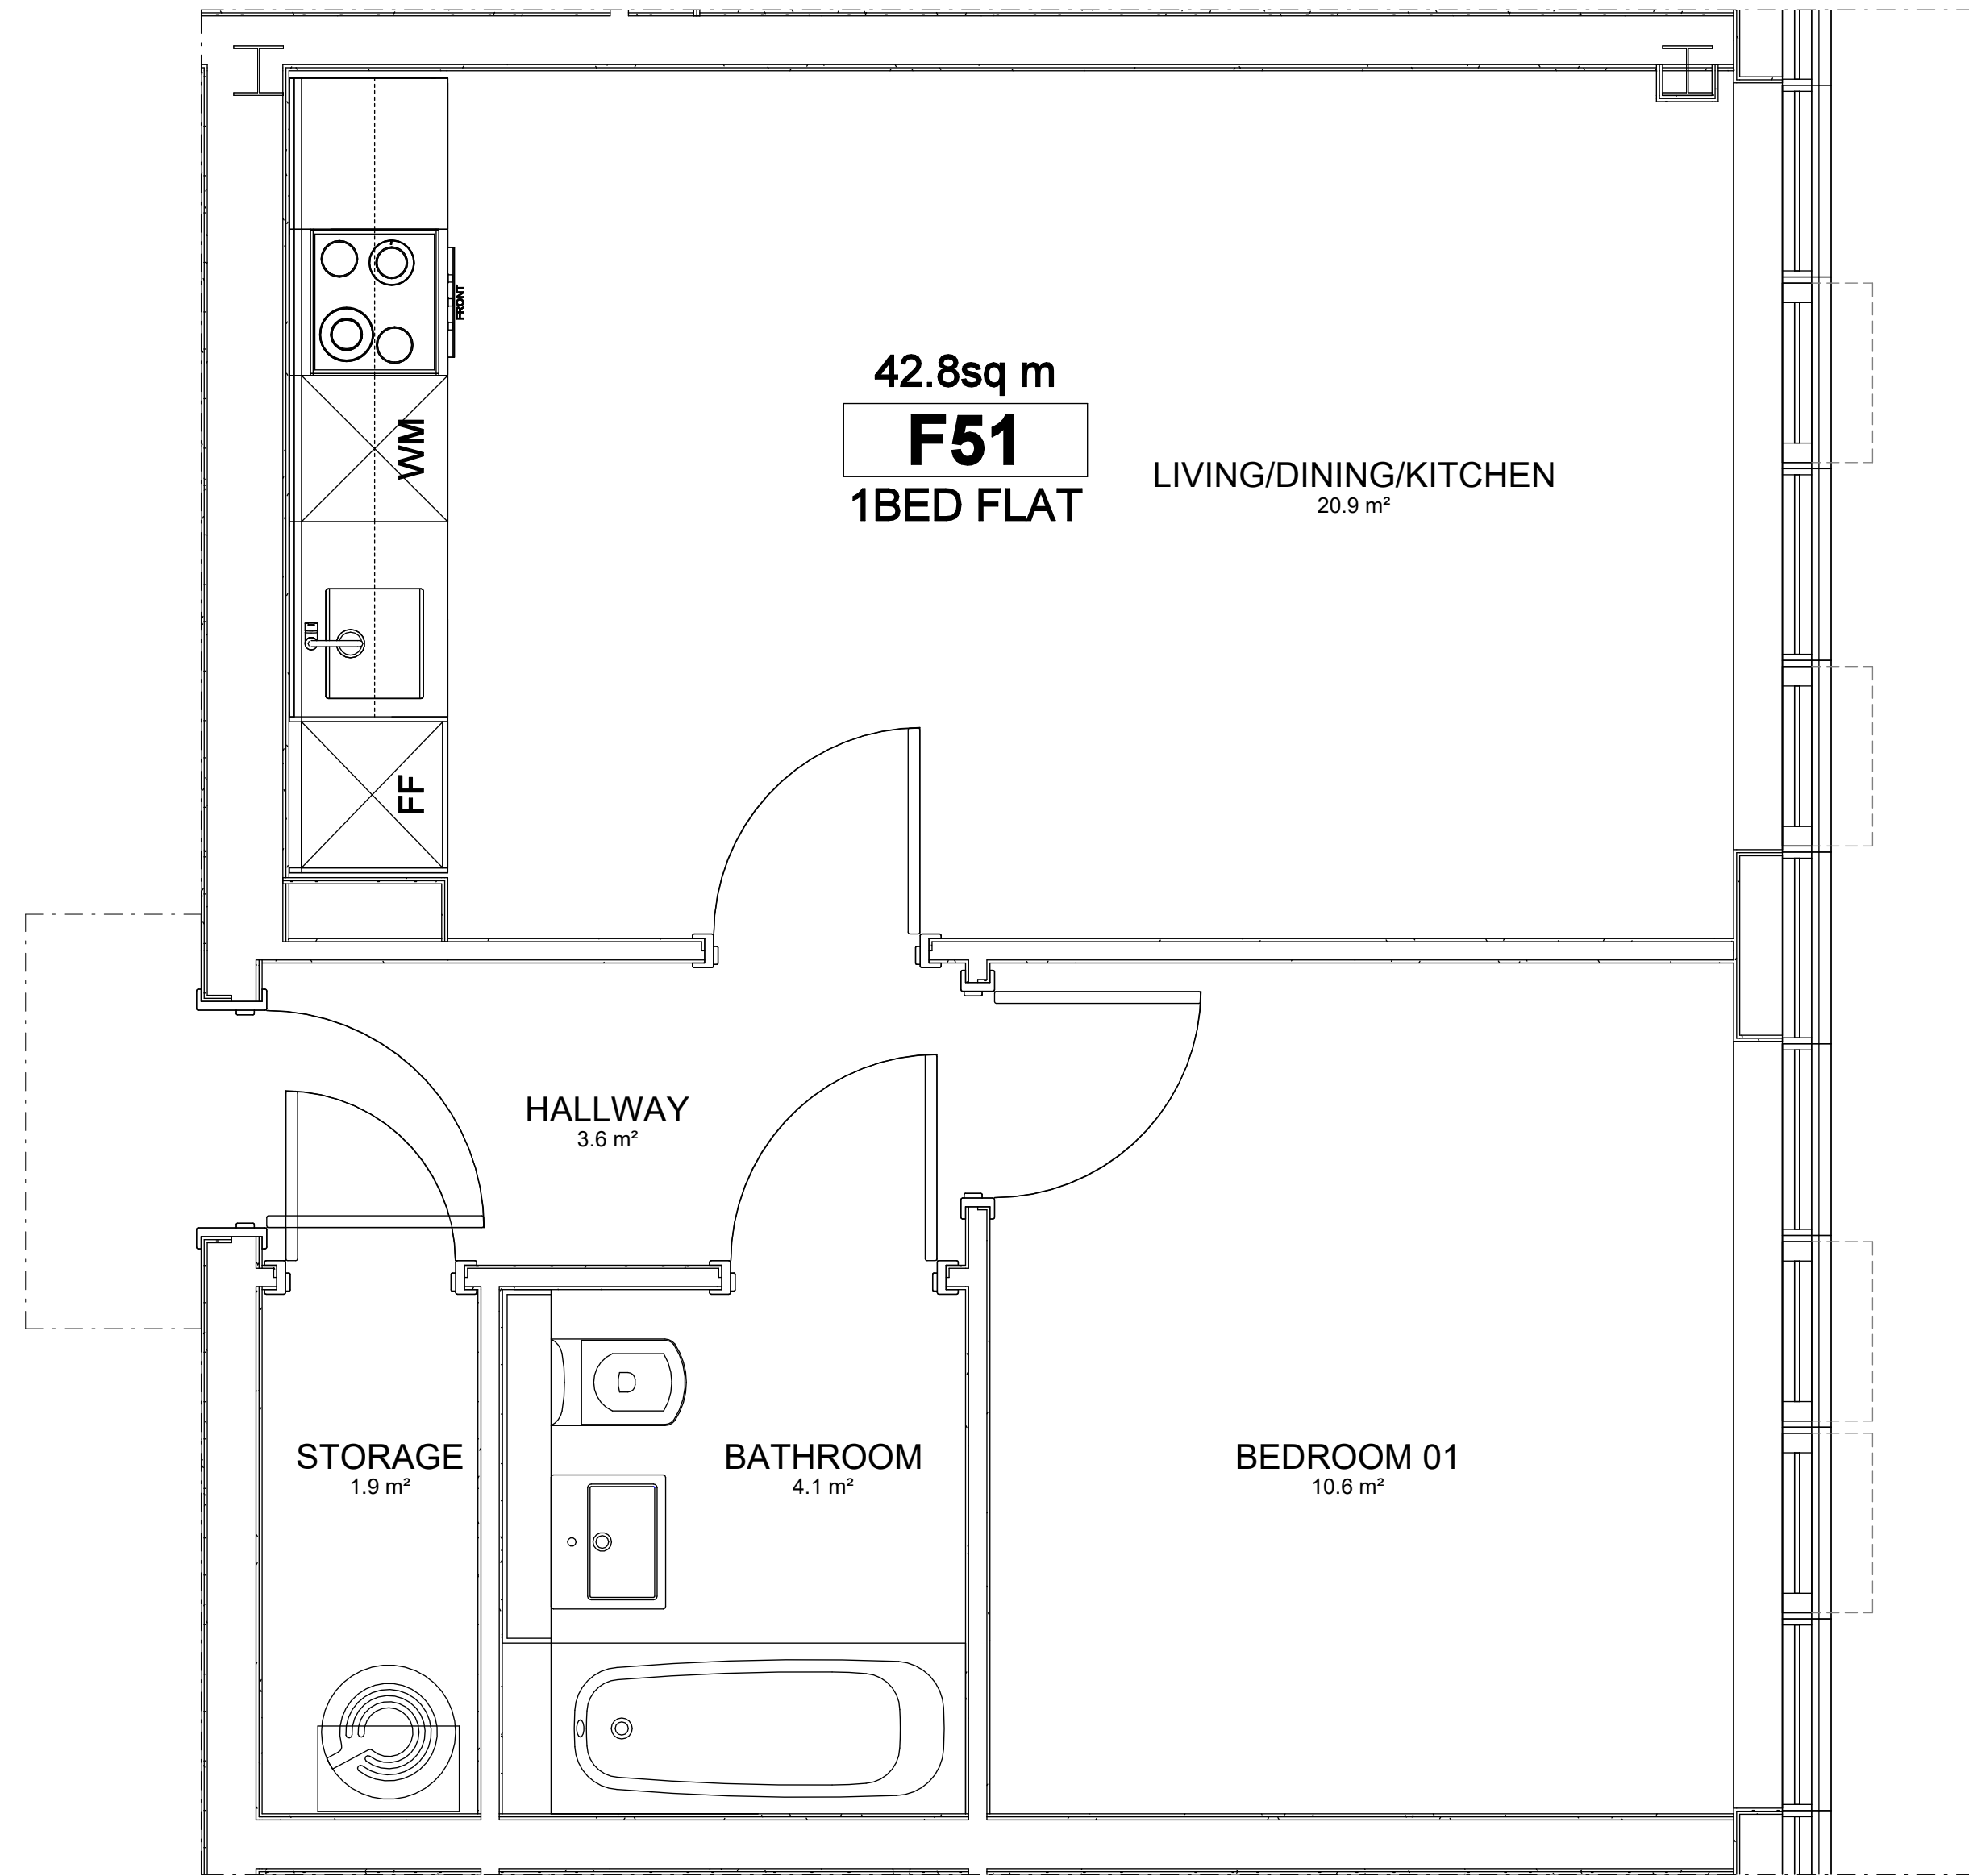 42.8sq m
F51
1BED FLAT
LIVING/DINING/KITCHEN
20.9 m²
FRONT
WM
FF
HALLWAY
3.6 m²
STORAGE
1.9 m²
BATHROOM
4.1 m²
BEDROOM 01
10.6 m²